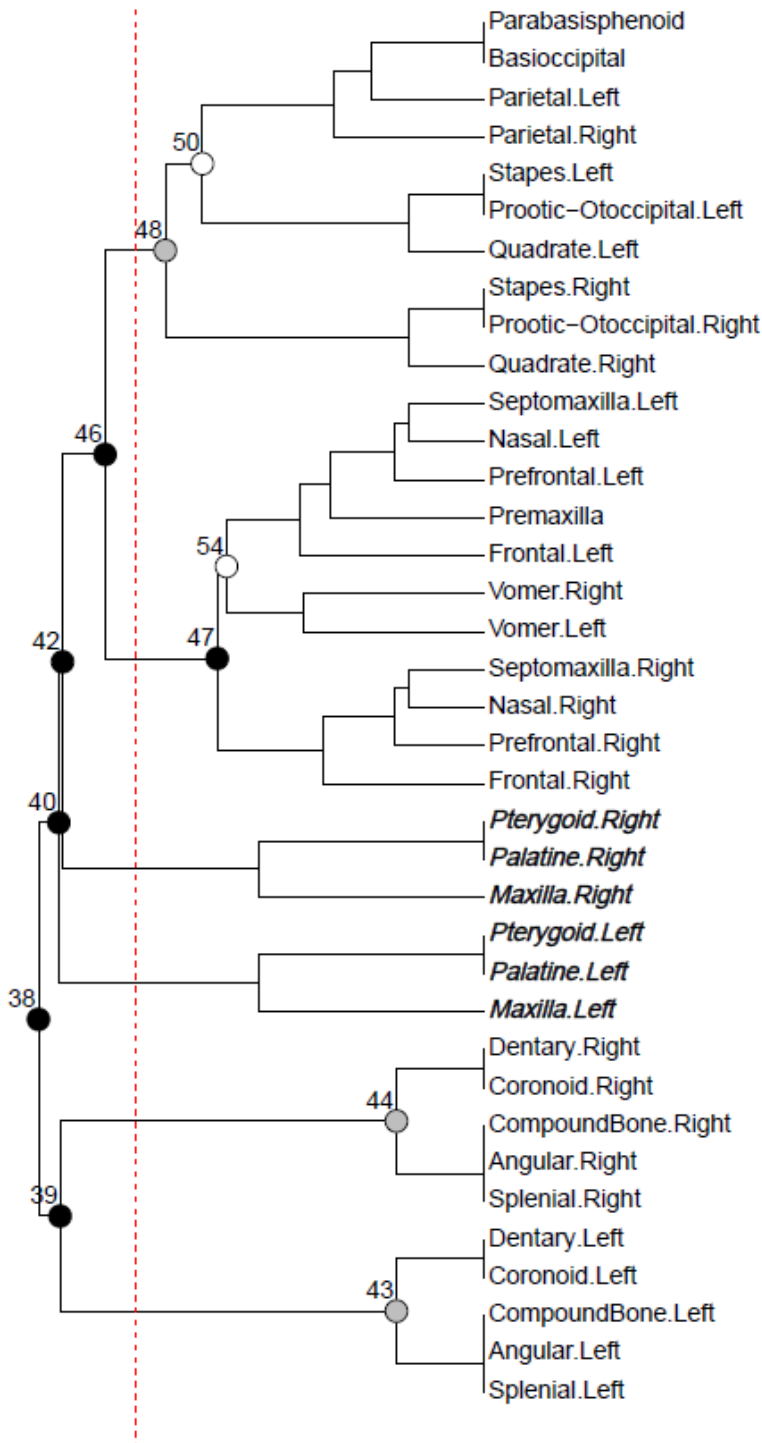 Parabasisphenoid
Basioccipital
Parietal.Left
Parietal.Right
50
Stapes.Left
Prootic−Otoccipital.Left
48
Quadrate.Left
Stapes.Right
Prootic−Otoccipital.Right
Quadrate.Right
Septomaxilla.Left
46
Nasal.Left
Prefrontal.Left
Premaxilla
54
Frontal.Left
Vomer.Right
Vomer.Left
47
42
Septomaxilla.Right
Nasal.Right
Prefrontal.Right
Frontal.Right
40
Pterygoid.Right
Palatine.Right
Maxilla.Right
Pterygoid.Left
Palatine.Left
38
Maxilla.Left
Dentary.Right
Coronoid.Right
44
CompoundBone.Right
Angular.Right
39
Splenial.Right
Dentary.Left
Coronoid.Left
43
CompoundBone.Left
Angular.Left
Splenial.Left